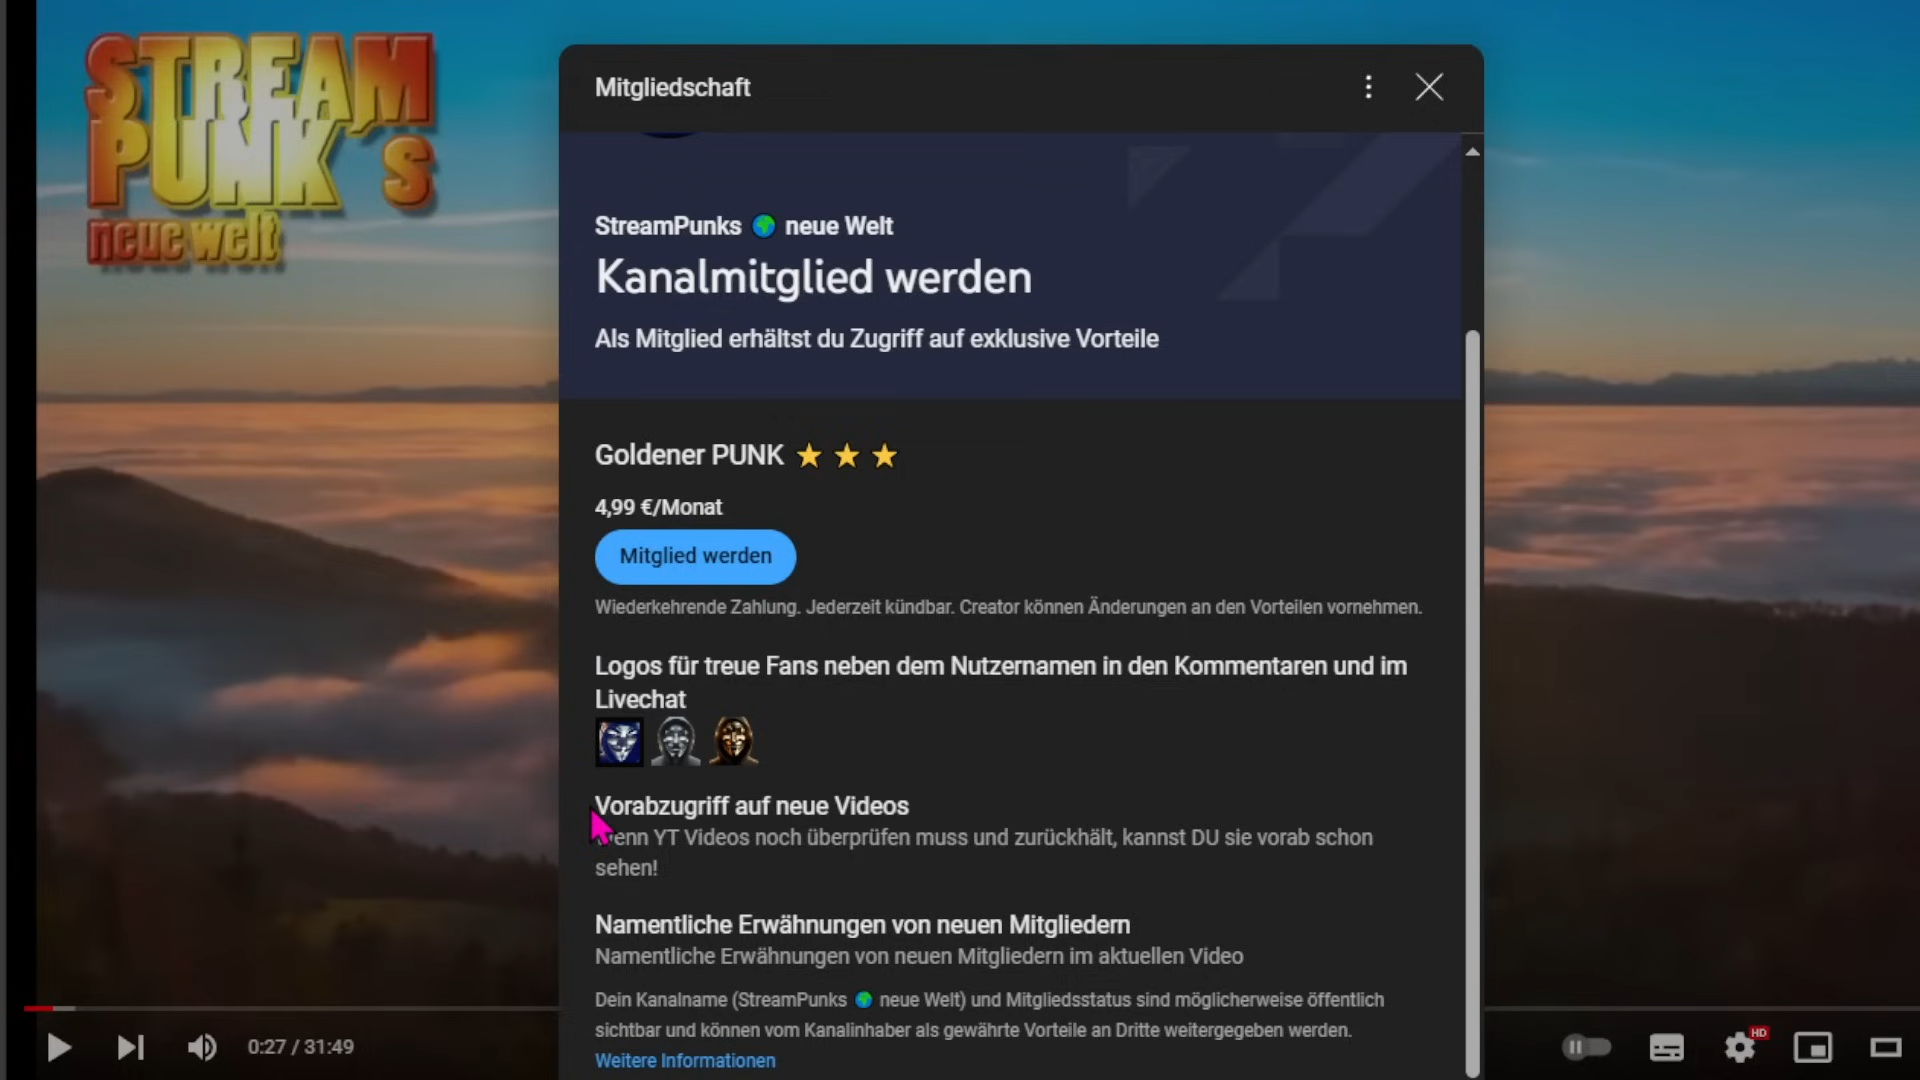 STREAM
PUNK´s
neue welt
Mitgliedschaft
StreamPunks 🌍 neue Welt
Kanalmitglied werden
Als Mitglied erhältst du Zugriff auf exklusive Vorteile
Goldener PUNK ⭐ ⭐ ⭐
4,99 €/Monat
Mitglied werden
Wiederkehrende Zahlung. Jederzeit kündbar. Creator können Änderungen an den Vorteilen vornehmen.
Logos für treue Fans neben dem Nutzernamen in den Kommentaren und im
Livechat
Vorabzugriff auf neue Videos
Wenn YT Videos noch überprüfen muss und zurückhält, kannst DU sie vorab schon
sehen!
Namentliche Erwähnungen von neuen Mitgliedern
Namentliche Erwähnungen von neuen Mitgliedern im aktuellen Video
Dein Kanalname (StreamPunks 🌍 neue Welt) und Mitgliedsstatus sind möglicherweise öffentlich
sichtbar und können vom Kanalinhaber als gewährte Vorteile an Dritte weitergegeben werden.
Weitere Informationen
0:27 / 31:49
HD